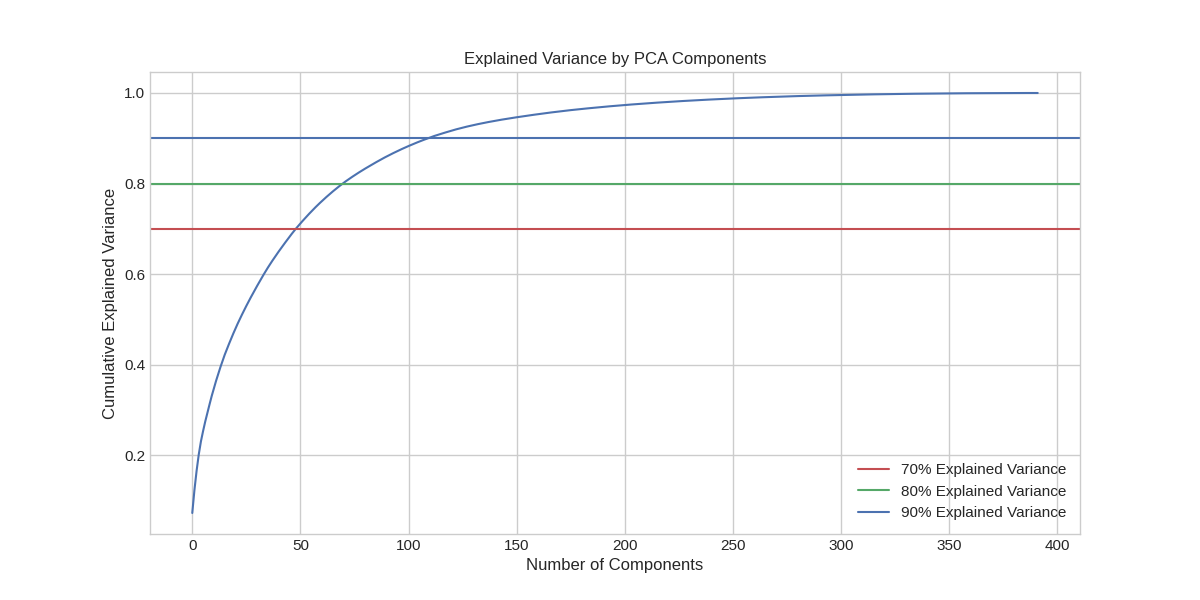 Explained Variance by PCA Components
Cumulative Explained Variance
1.0
0.8
0.6
0.4
0.2
70% Explained Variance
80% Explained Variance
90% Explained Variance
0 50 100 150 200 250 300 350 400
Number of Components